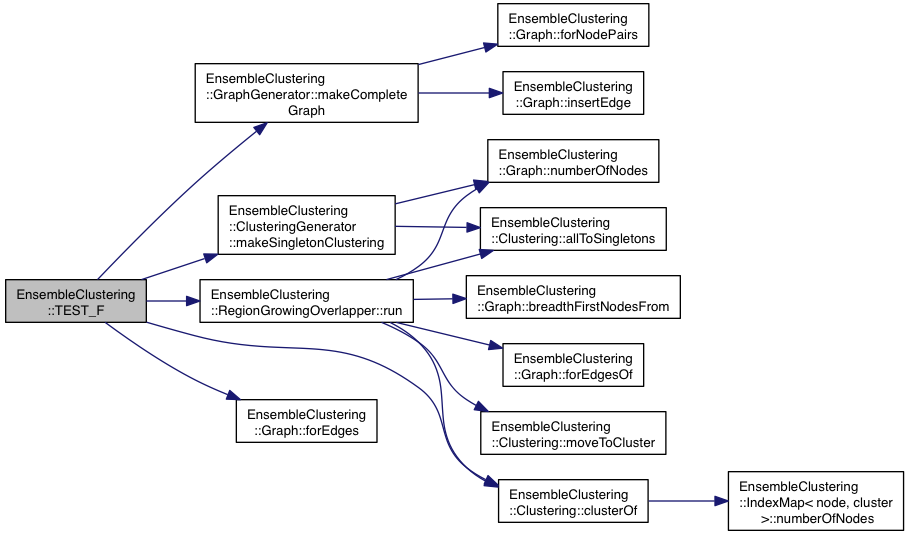 EnsembleClustering
::Graph::forNodePairs
EnsembleClustering
::GraphGenerator::makeComplete
Graph
EnsembleClustering
::Graph::insertEdge
EnsembleClustering
::Graph::numberOfNodes
EnsembleClustering
::ClusteringGenerator
::makeSingletonClustering
EnsembleClustering
::Clustering::allToSingletons
EnsembleClustering
::TEST_F
EnsembleClustering
::RegionGrowingOverlapper::run
EnsembleClustering
::Graph::breadthFirstNodesFrom
EnsembleClustering
::Graph::forEdgesOf
EnsembleClustering
::Graph::forEdges
EnsembleClustering
::Clustering::moveToCluster
EnsembleClustering
::Clustering::clusterOf
EnsembleClustering
::IndexMap< node, cluster
>::numberOfNodes